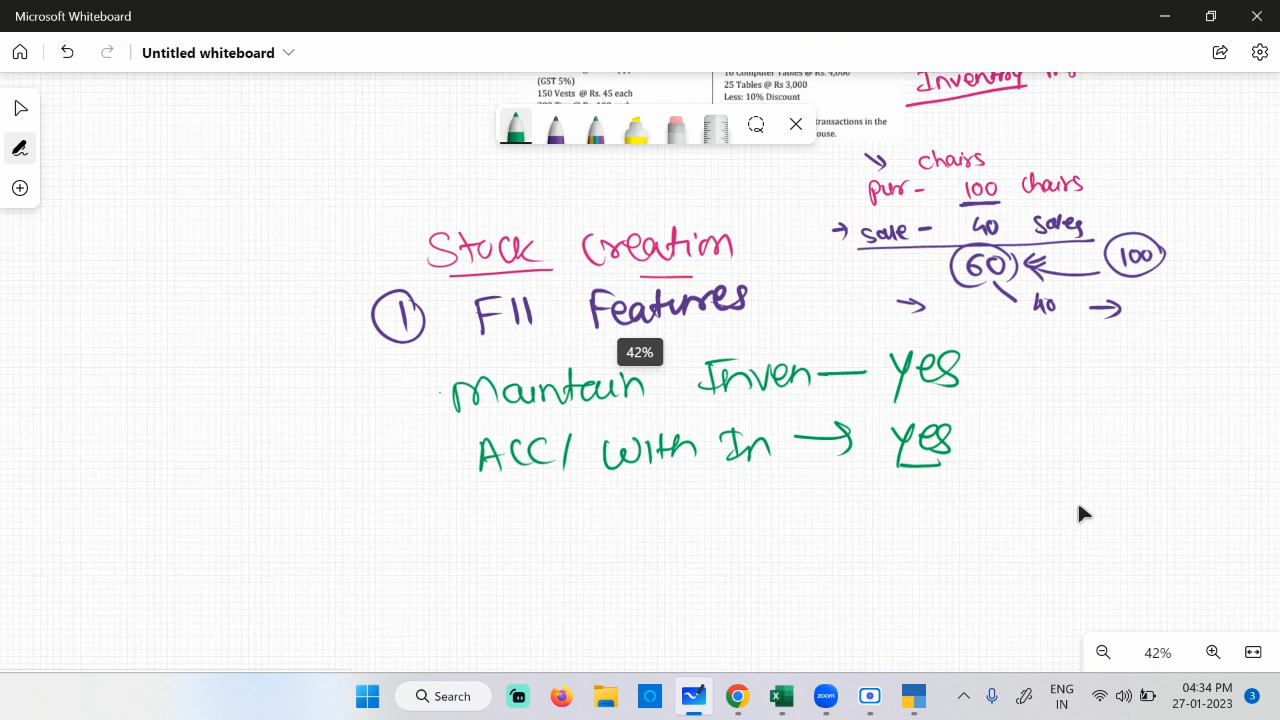 Microsoft Whiteboard
Untitled whiteboard
(GST 5%)
150 Vests @ Rs. 45 each
10 Computer Tables @ Rs. 4,000
25 Tables @ Rs 3,000
Less: 10% Discount
transactions in the
ouse.
Inventory
chairs
pur - 100 chairs
→ sale - 40 sales
60 100
40
Stock Creation
1 F11 Features
42%
Maintain Inven — Yes
ACC/ With In → yes
42%
Search
zoom
ENG
IN
04:34 PM
27-01-2023
3